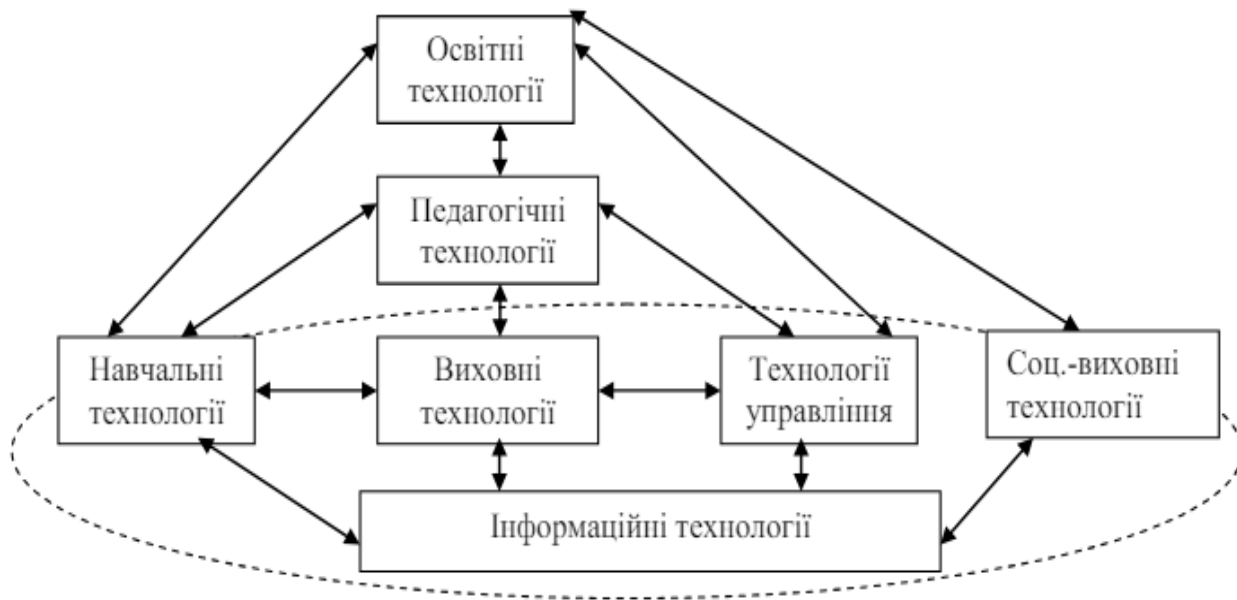 Освітні
технології
Педагогічні
технології
Навчальні
технології
Виховні
технології
Технології
управління
Соц.-виховні
технології
Інформаційні технології